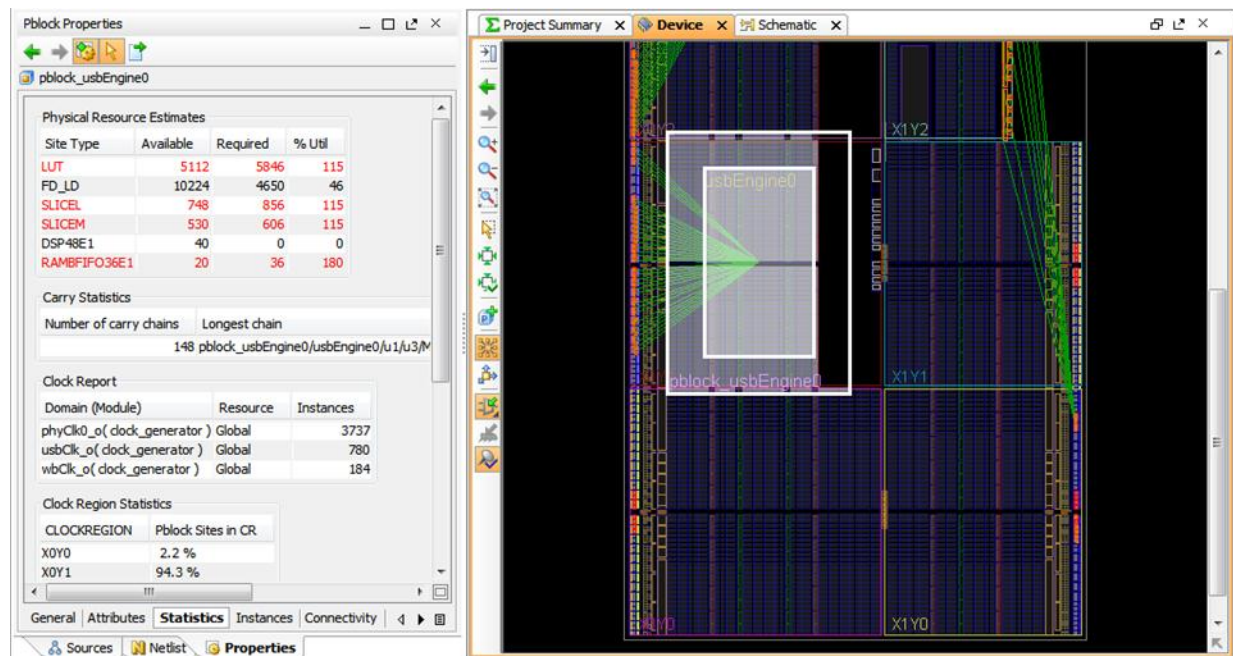 Pblock Properties
pblock_usbEngine0
Physical Resource Estimates
Site Type Available Required % Util
LUT 5112 5846 115
FD_LD 10224 4650 46
SLICEL 748 856 115
SLICEM 530 606 115
DSP48E1 40 0 0
RAMBFIFO36E1 20 36 180
Carry Statistics
Number of carry chains Longest chain
148 pblock_usbEngine0/usbEngine0/u1/u3/M
Clock Report
Domain (Module) Resource Instances
phyClk0_o( clock_generator ) Global 3737
usbClk_o( clock_generator ) Global 780
wbClk_o( clock_generator ) Global 184
Clock Region Statistics
CLOCKREGION Pblock Sites in CR
X0Y0 2.2 %
X0Y1 94.3 %
General Attributes Statistics Instances Connectivity
Sources Netlist Properties
Project Summary Device Schematic
X0Y2 X1Y2
usbEngine0
pblock_usbEngine0 X1Y1
X0Y0 X1Y0